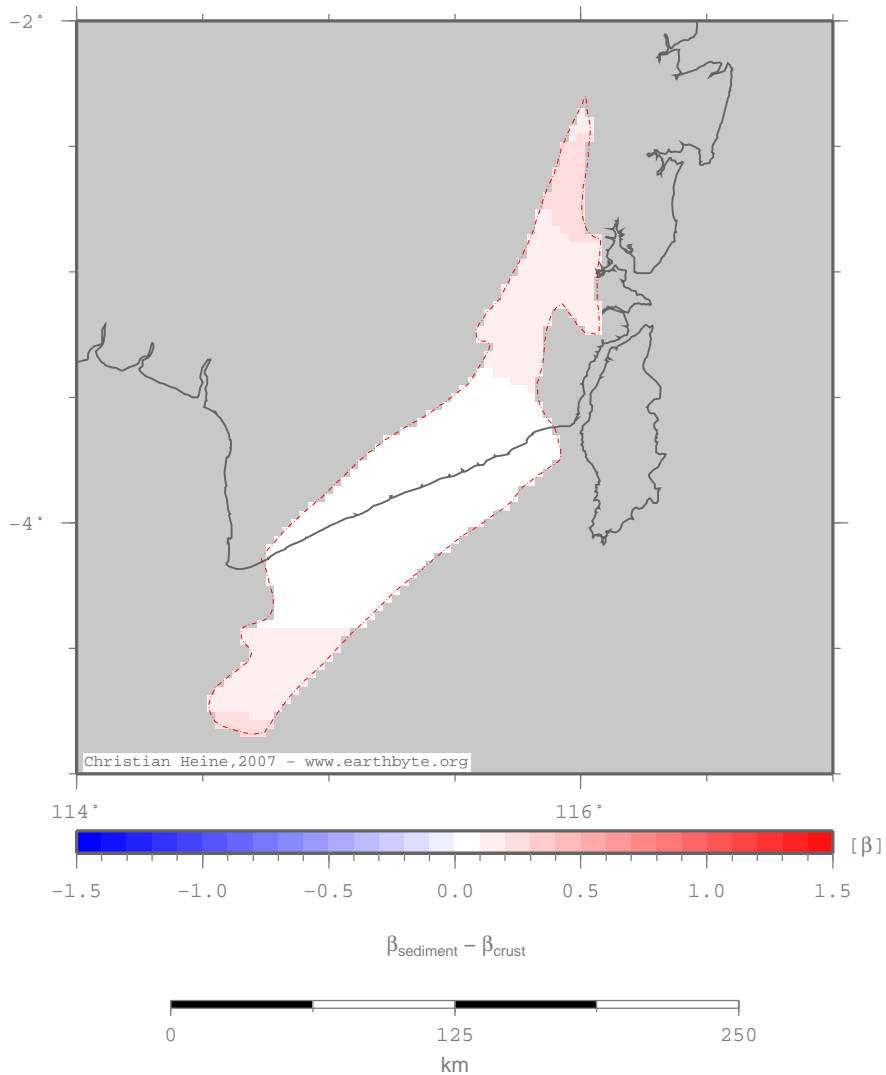 -2°
-4°
Christian Heine,2007 - www.earthbyte.org
114° 116°
[β]
-1.5 -1.0 -0.5 0.0 0.5 1.0 1.5
βsediment – βcrust
0 125 250
km